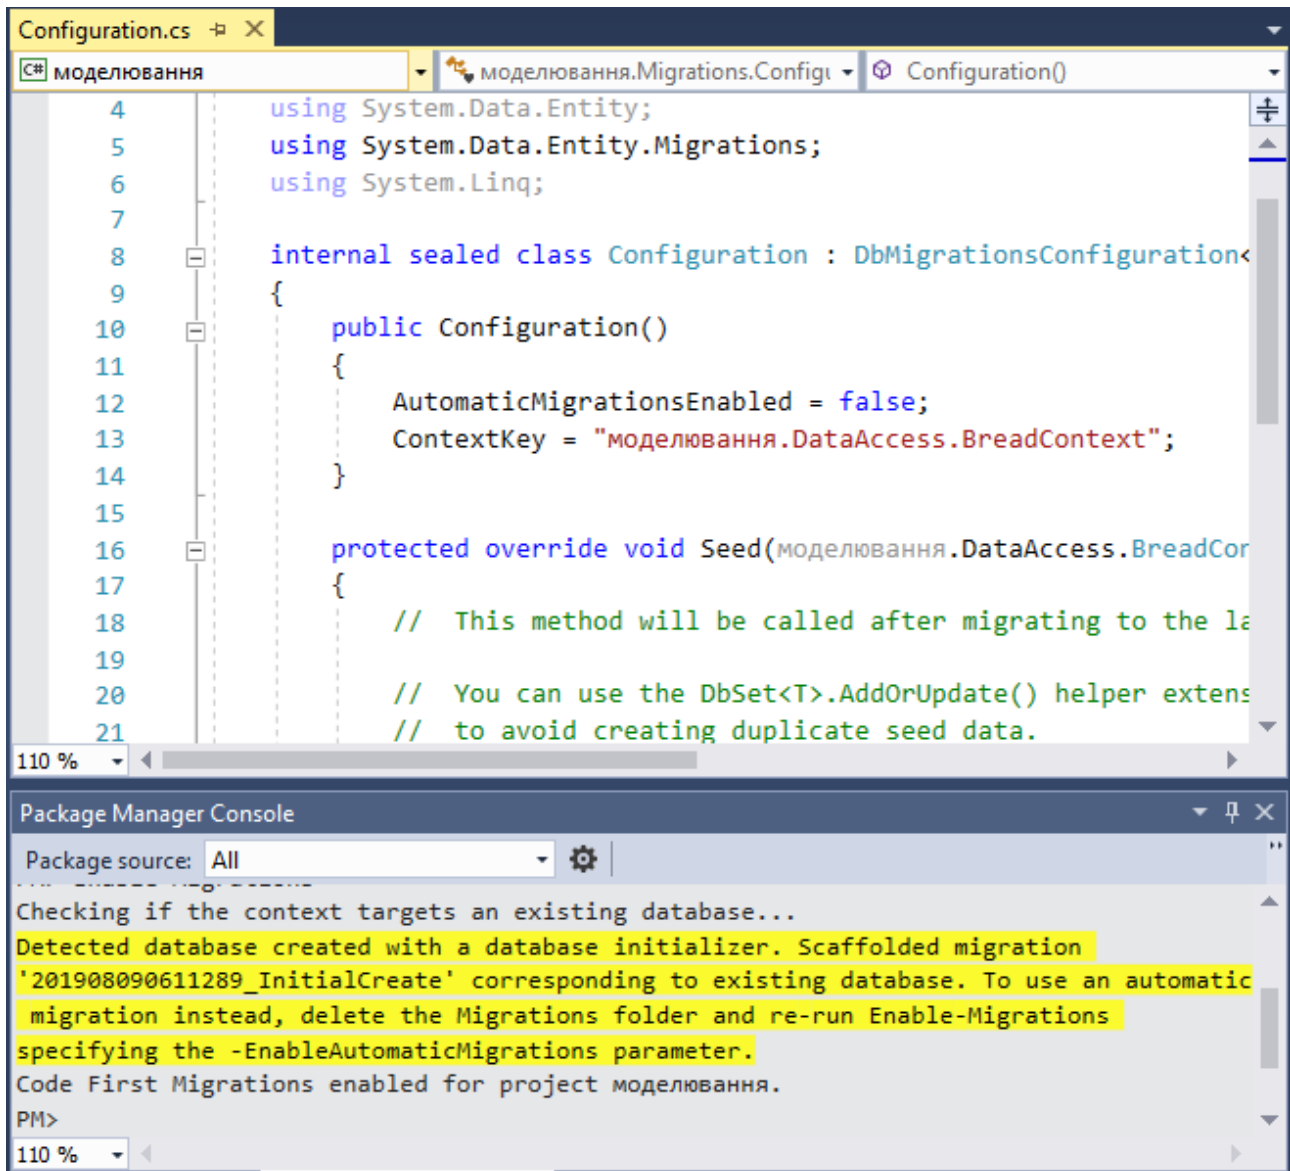 Configuration.cs
C# моделювання
моделювання.Migrations.Config
Configuration()
4 using System.Data.Entity;
5 using System.Data.Entity.Migrations;
6 using System.Linq;
7
8 internal sealed class Configuration : DbMigrationsConfiguration<
9 {
10 public Configuration()
11 {
12 AutomaticMigrationsEnabled = false;
13 ContextKey = "моделювання.DataAccess.BreadContext";
14 }
15
16 protected override void Seed(моделювання.DataAccess.BreadCon
17 {
18 // This method will be called after migrating to the la
19
20 // You can use the DbSet<T>.AddOrUpdate() helper extens
21 // to avoid creating duplicate seed data.
110 %
Package Manager Console
Package source: All
Checking if the context targets an existing database...
Detected database created with a database initializer. Scaffolded migration
'201908090611289_InitialCreate' corresponding to existing database. To use an automatic
migration instead, delete the Migrations folder and re-run Enable-Migrations
specifying the -EnableAutomaticMigrations parameter.
Code First Migrations enabled for project моделювання.
PM>
110 %